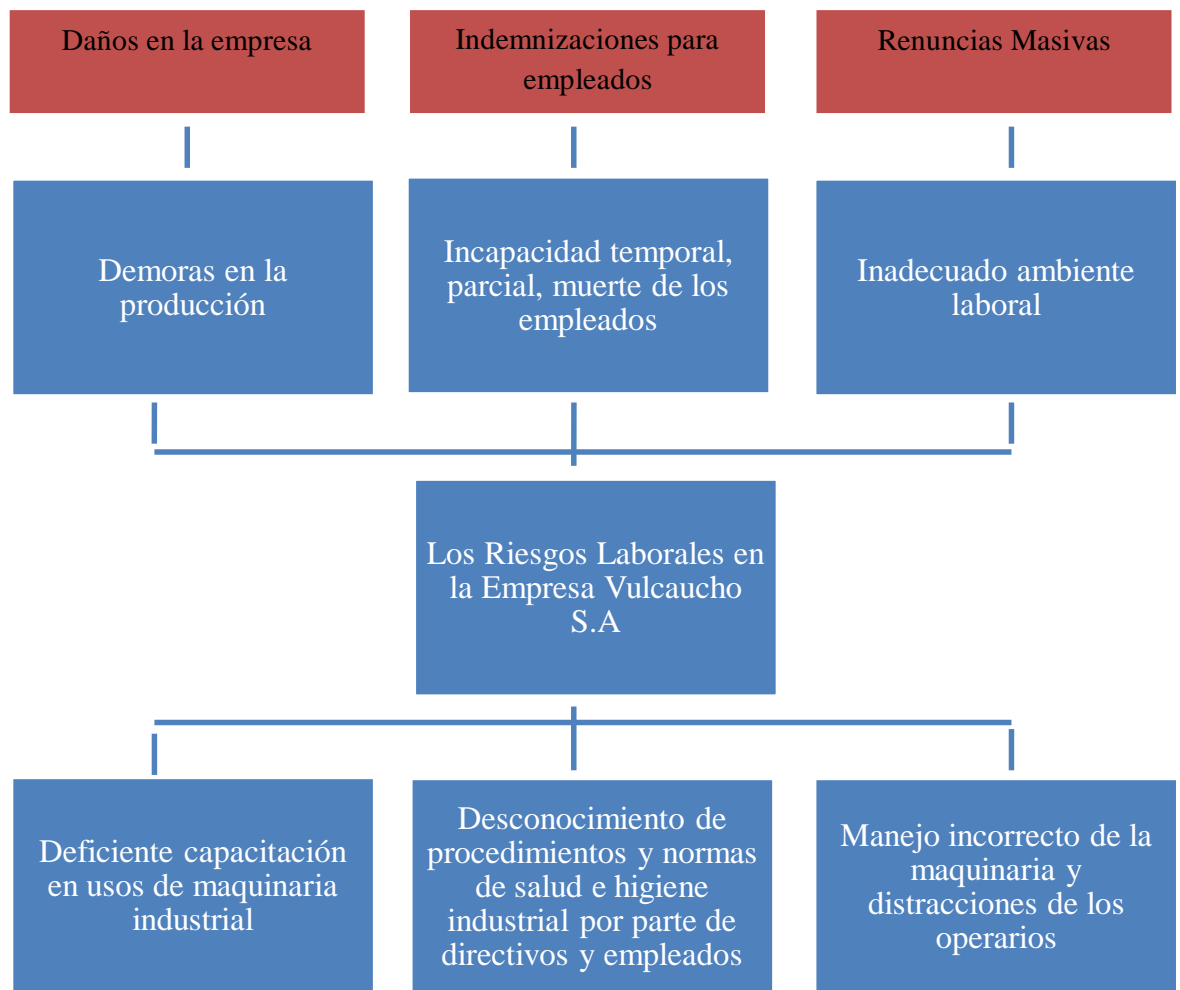 Daños en la empresa
Indemnizaciones para
empleados
Renuncias Masivas
Demoras en la
producción
Incapacidad temporal,
parcial, muerte de los
empleados
Inadecuado ambiente
laboral
Los Riesgos Laborales en
la Empresa Vulcaucho
S.A
Deficiente capacitación
en usos de maquinaria
industrial
Desconocimiento de
procedimientos y normas
de salud e higiene
industrial por parte de
directivos y empleados
Manejo incorrecto de la
maquinaria y
distracciones de los
operarios